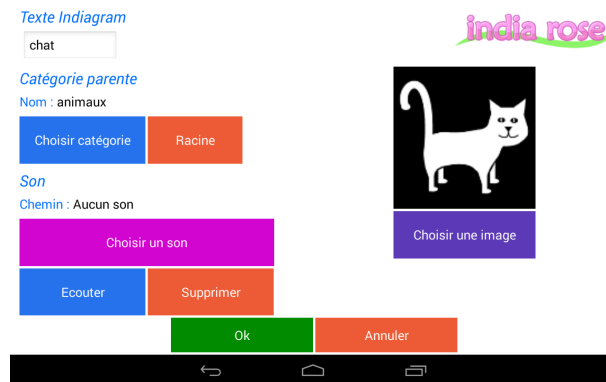 Texte Indiagram
india rose
chat
Catégorie parente
Nom : animaux
Choisir catégorie
Racine
Son
Chemin : Aucun son
Choisir un son
Choisir une image
Ecouter
Supprimer
Ok
Annuler